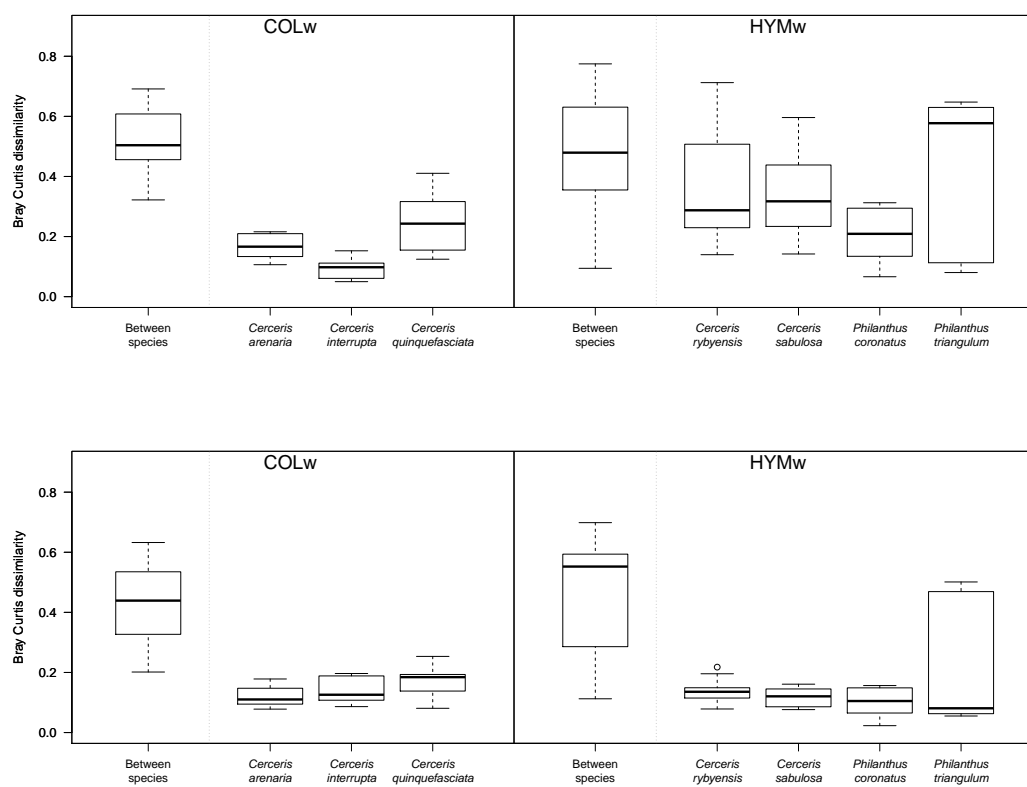 COLw
HYMw
Bray Curtis dissimilarity
0.8
0.6
0.4
0.2
0.0
Between
species
Cerceris
arenaria
Cerceris
interrupta
Cerceris
quinquefasciata
Between
species
Cerceris
rybyensis
Cerceris
sabulosa
Philanthus
coronatus
Philanthus
triangulum
COLw
HYMw
Bray Curtis dissimilarity
0.8
0.6
0.4
0.2
0.0
Between
species
Cerceris
arenaria
Cerceris
interrupta
Cerceris
quinquefasciata
Between
species
Cerceris
rybyensis
Cerceris
sabulosa
Philanthus
coronatus
Philanthus
triangulum